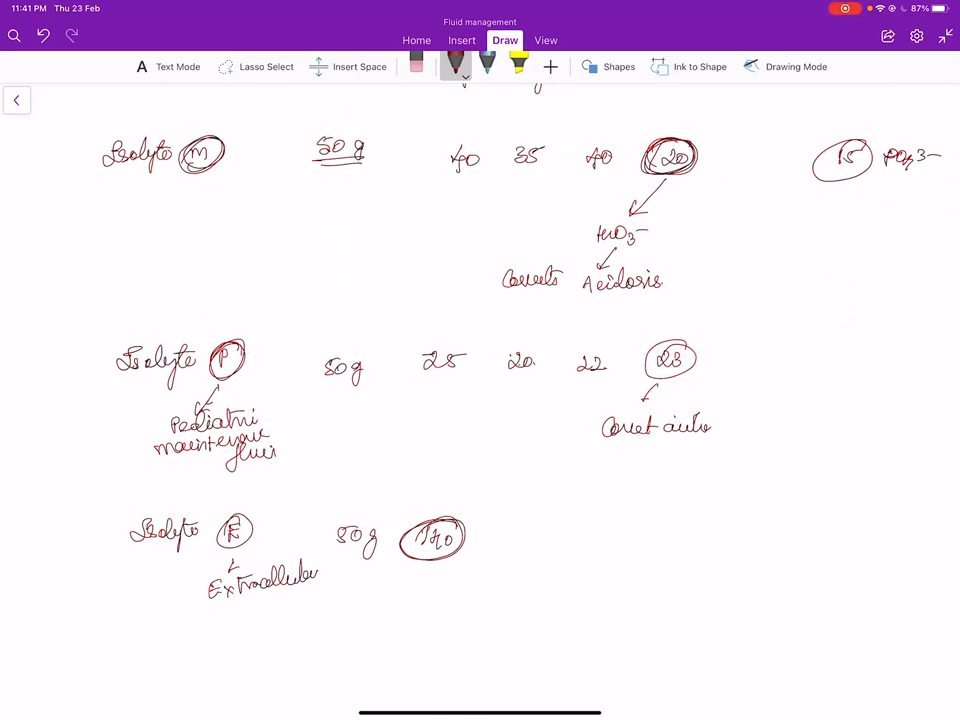 11:41 PM Thu 23 Feb
87%
Fluid management
Home Insert Draw View
Text Mode Lasso Select Insert Space Shapes Ink to Shape Drawing Mode
Isolyte M 50 g 40 35 40 20 15 PO4 3-
HCO3-
Corrects Acidosis
Isolyte P 50 g 25 20 22 23
Pediatric
maintenance
fluid
Correct acido
Isolyte E 50 g 140
Extracellular